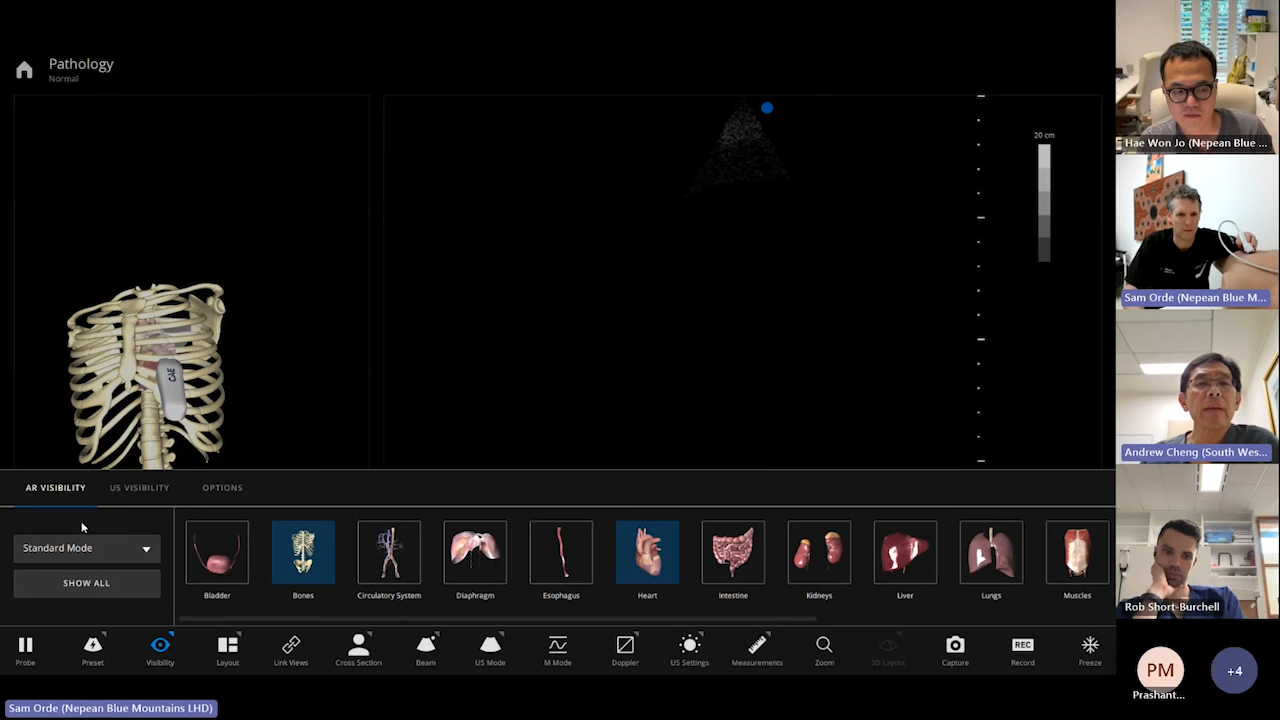 Pathology
Normal
20 cm
CAE
AR VISIBILITY
US VISIBILITY
OPTIONS
Standard Mode
SHOW ALL
Bladder
Bones
Circulatory System
Diaphragm
Esophagus
Heart
Intestine
Kidneys
Liver
Lungs
Muscles
Probe
Preset
Visibility
Layout
Link Views
Cross Section
Beam
US Mode
M Mode
Doppler
US Settings
Measurements
Zoom
2D Layout
Capture
REC
Record
Freeze
Sam Orde (Nepean Blue Mountains LHD)
Hae Won Jo (Nepean Blue ...
Sam Orde (Nepean Blue M...
Andrew Cheng (South Wes...
Rob Short-Burchell
PM
Prashant...
+4